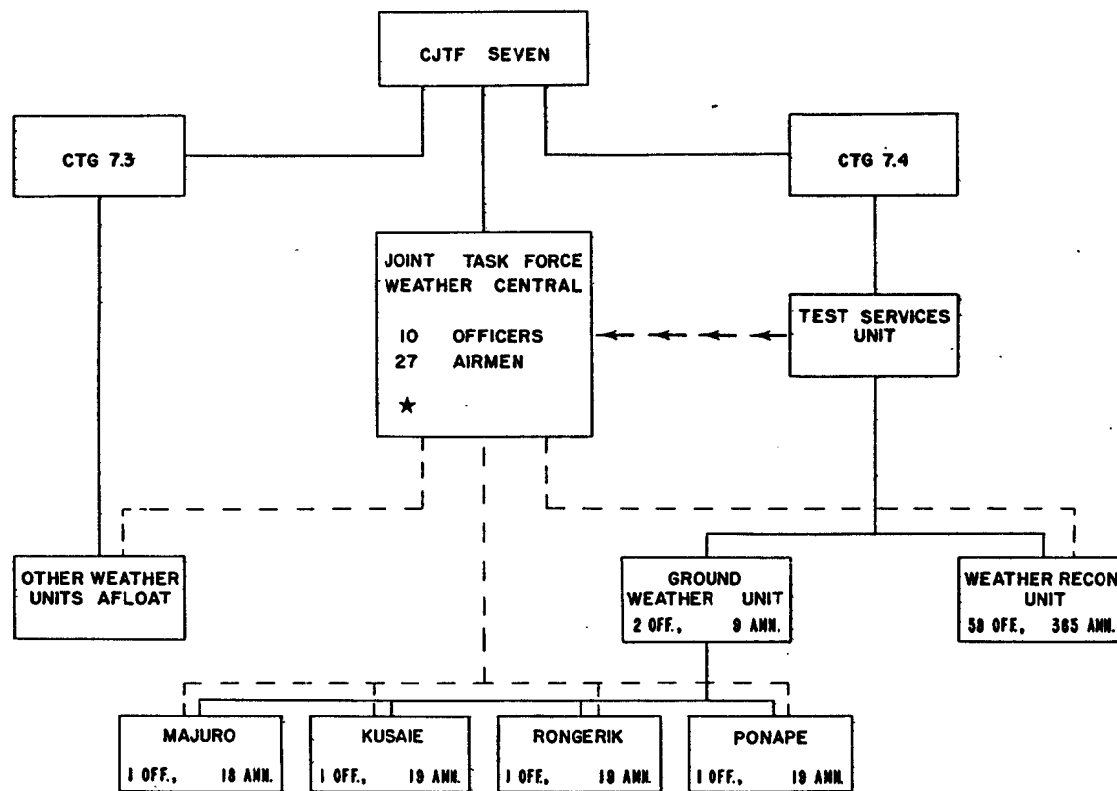 CJTF SEVEN
CTG 7.3
CTG 7.4
JOINT TASK FORCE
WEATHER CENTRAL
10 OFFICERS
27 AIRMEN
★
TEST SERVICES
UNIT
OTHER WEATHER
UNITS AFLOAT
GROUND
WEATHER UNIT
2 OFF., 9 AMN.
WEATHER RECON
UNIT
59 OFF., 365 AMN.
MAJURO
1 OFF., 18 AMN.
KUSAIE
1 OFF., 19 AMN.
RONGERIK
1 OFF., 19 AMN.
PONAPE
1 OFF., 19 AMN.